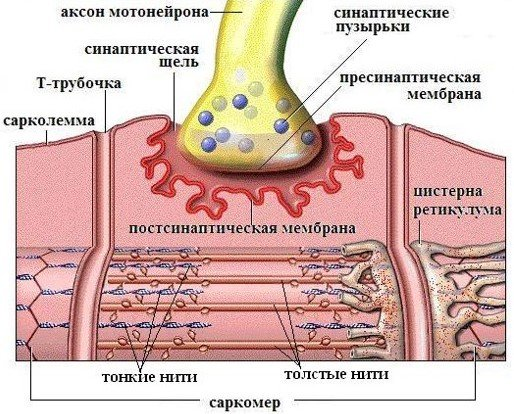 аксон мотонейрона
синаптические
пузырьки
синаптическая
щель
пресинаптическая
мембрана
Т-трубочка
сарколемма
цистерна
ретикулума
постсинаптическая мембрана
тонкие нити
толстые нити
саркомер